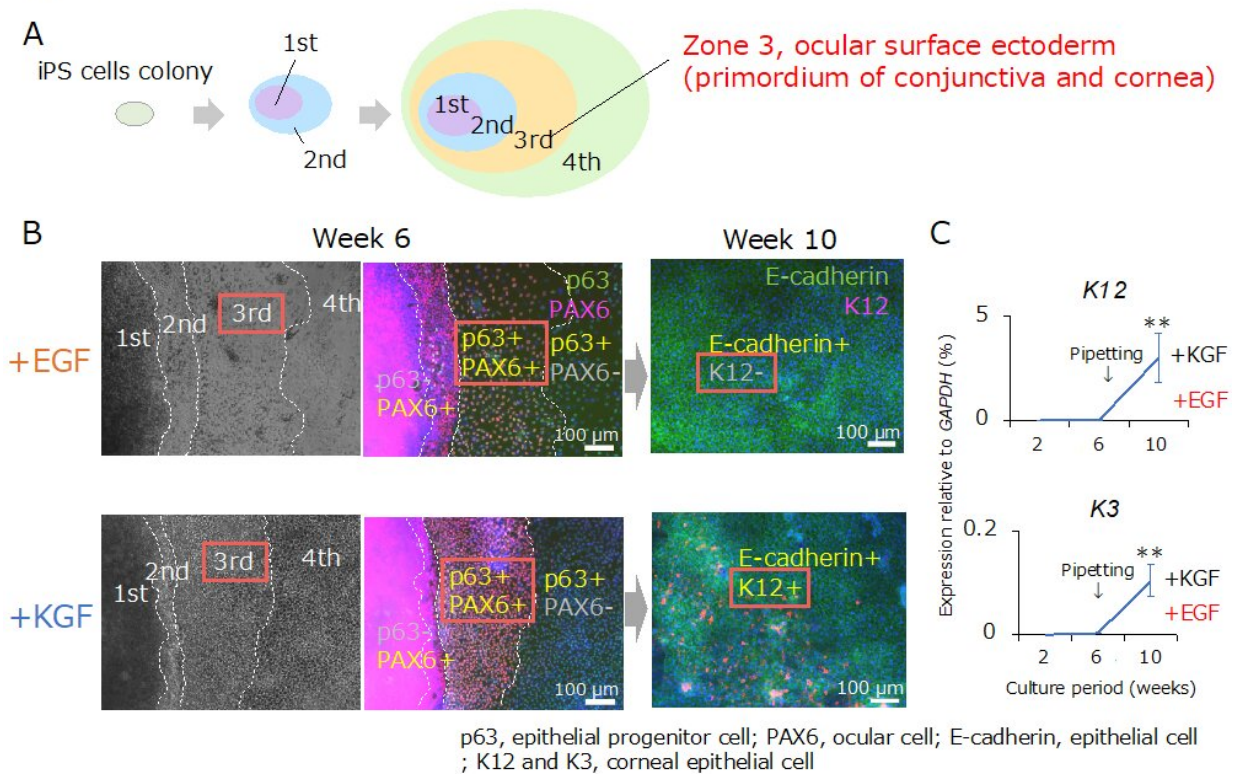 A
iPS cells colony
1st
2nd
1st
2nd
3rd
4th
Zone 3, ocular surface ectoderm
(primordium of conjunctiva and cornea)
B
Week 6
Week 10
+EGF
1st
2nd
3rd
4th
p63
PAX6
p63+
PAX6+
p63+
PAX6-
p63-
PAX6+
100 µm
E-cadherin
K12
E-cadherin+
K12-
100 µm
+KGF
1st
2nd
3rd
4th
p63+
PAX6+
p63+
PAX6-
p63-
PAX6+
100 µm
E-cadherin+
K12+
100 µm
C
Expression relative to GAPDH (%)
K12
5
0
Pipetting
**
+KGF
+EGF
2
6
10
K3
0.2
0
Pipetting
**
+KGF
+EGF
2
6
10
Culture period (weeks)
p63, epithelial progenitor cell; PAX6, ocular cell; E-cadherin, epithelial cell
; K12 and K3, corneal epithelial cell